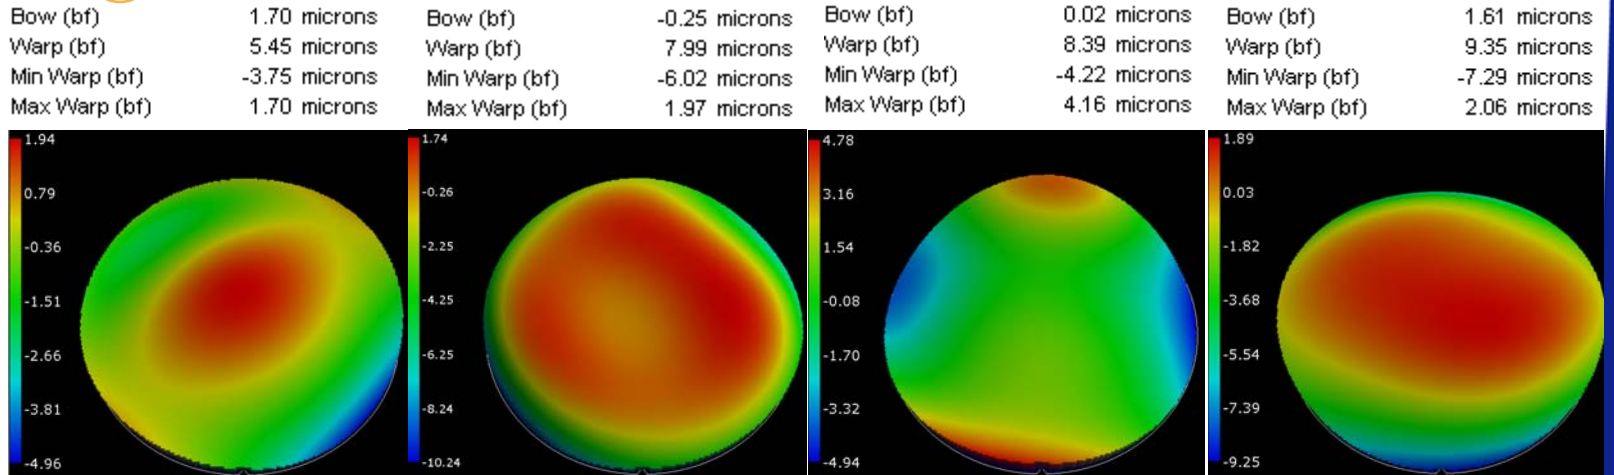 Bow (bf) 1.70 microns
Warp (bf) 5.45 microns
Min Warp (bf) -3.75 microns
Max Warp (bf) 1.70 microns
1.94
0.79
-0.36
-1.51
-2.66
-3.81
-4.96
Bow (bf) -0.25 microns
Warp (bf) 7.99 microns
Min Warp (bf) -6.02 microns
Max Warp (bf) 1.97 microns
1.74
-0.26
-2.25
-4.25
-6.25
-8.24
-10.24
Bow (bf) 0.02 microns
Warp (bf) 8.39 microns
Min Warp (bf) -4.22 microns
Max Warp (bf) 4.16 microns
4.78
3.16
1.54
-0.08
-1.70
-3.32
-4.94
Bow (bf) 1.61 microns
Warp (bf) 9.35 microns
Min Warp (bf) -7.29 microns
Max Warp (bf) 2.06 microns
1.89
0.03
-1.82
-3.68
-5.54
-7.39
-9.25